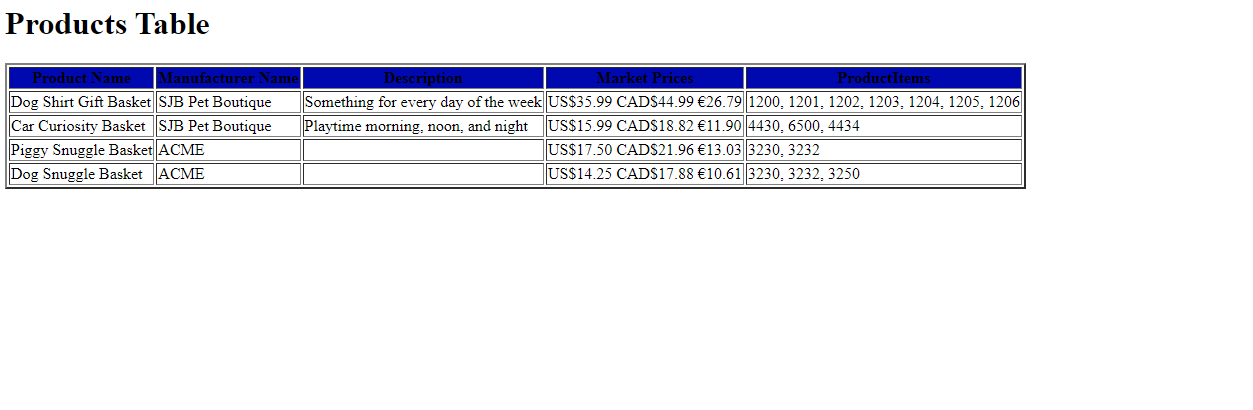 Products Table
Product Name Manufacturer Name Description Market Prices ProductItems
Dog Shirt Gift Basket SJB Pet Boutique Something for every day of the week US$35.99 CAD$44.99 €26.79 1200, 1201, 1202, 1203, 1204, 1205, 1206
Car Curiosity Basket SJB Pet Boutique Playtime morning, noon, and night US$15.99 CAD$18.82 €11.90 4430, 6500, 4434
Piggy Snuggle Basket ACME US$17.50 CAD$21.96 €13.03 3230, 3232
Dog Snuggle Basket ACME US$14.25 CAD$17.88 €10.61 3230, 3232, 3250